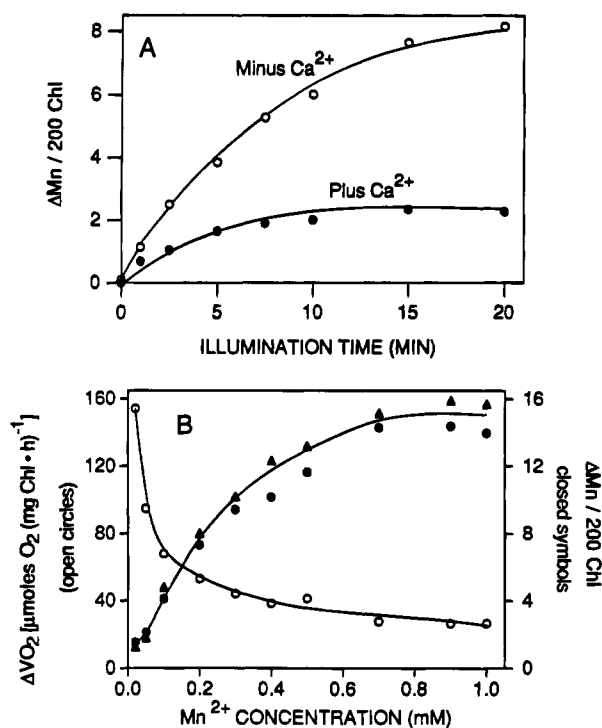 A
8
6
4
2
0
ΔMn / 200 Chl
Minus Ca2+
Plus Ca2+
0 5 10 15 20
ILLUMINATION TIME (MIN)
B
160
120
80
40
0
ΔVO2 [μmoles O2 (mg Chl • h)-1]
(open circles)
16
12
8
4
0
ΔMn / 200 Chl
closed symbols
0.0 0.2 0.4 0.6 0.8 1.0
Mn2+ CONCENTRATION (mM)